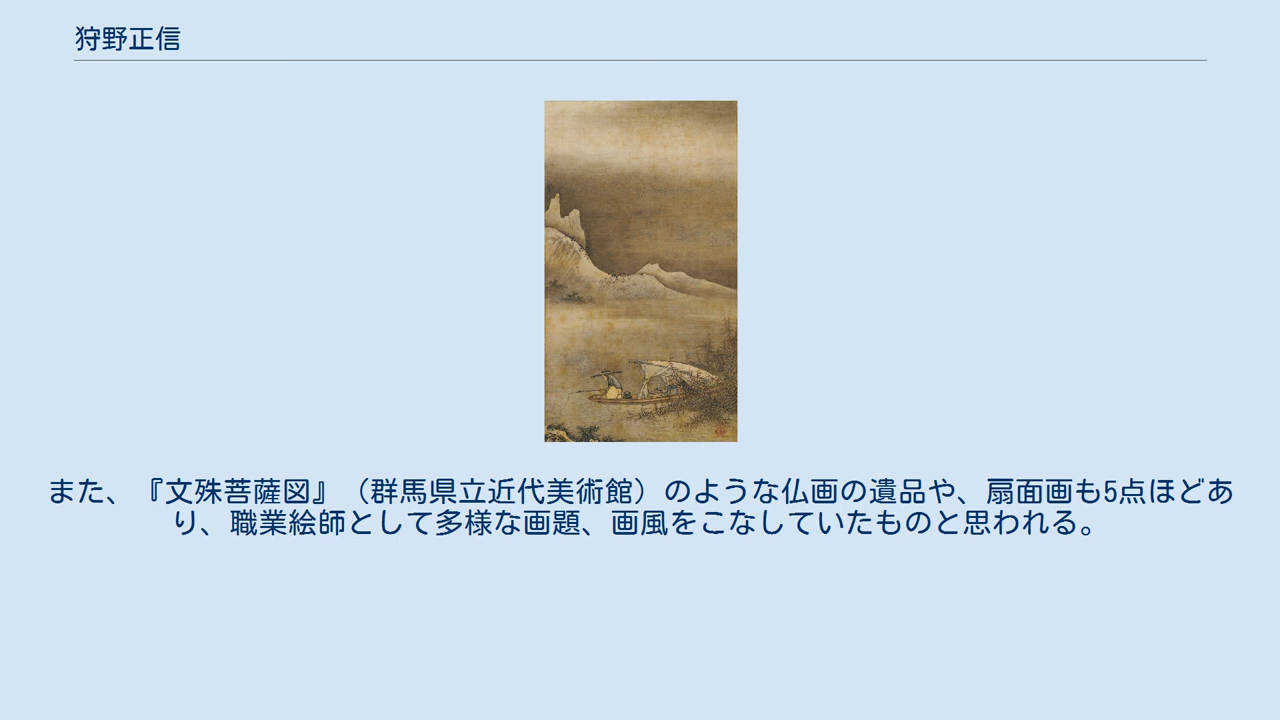 狩野正信
また、『文殊菩薩図』（群馬県立近代美術館）のような仏画の遺品や、扇面画も5点ほどあ
り、職業絵師として多様な画題、画風をこなしていたものと思われる。